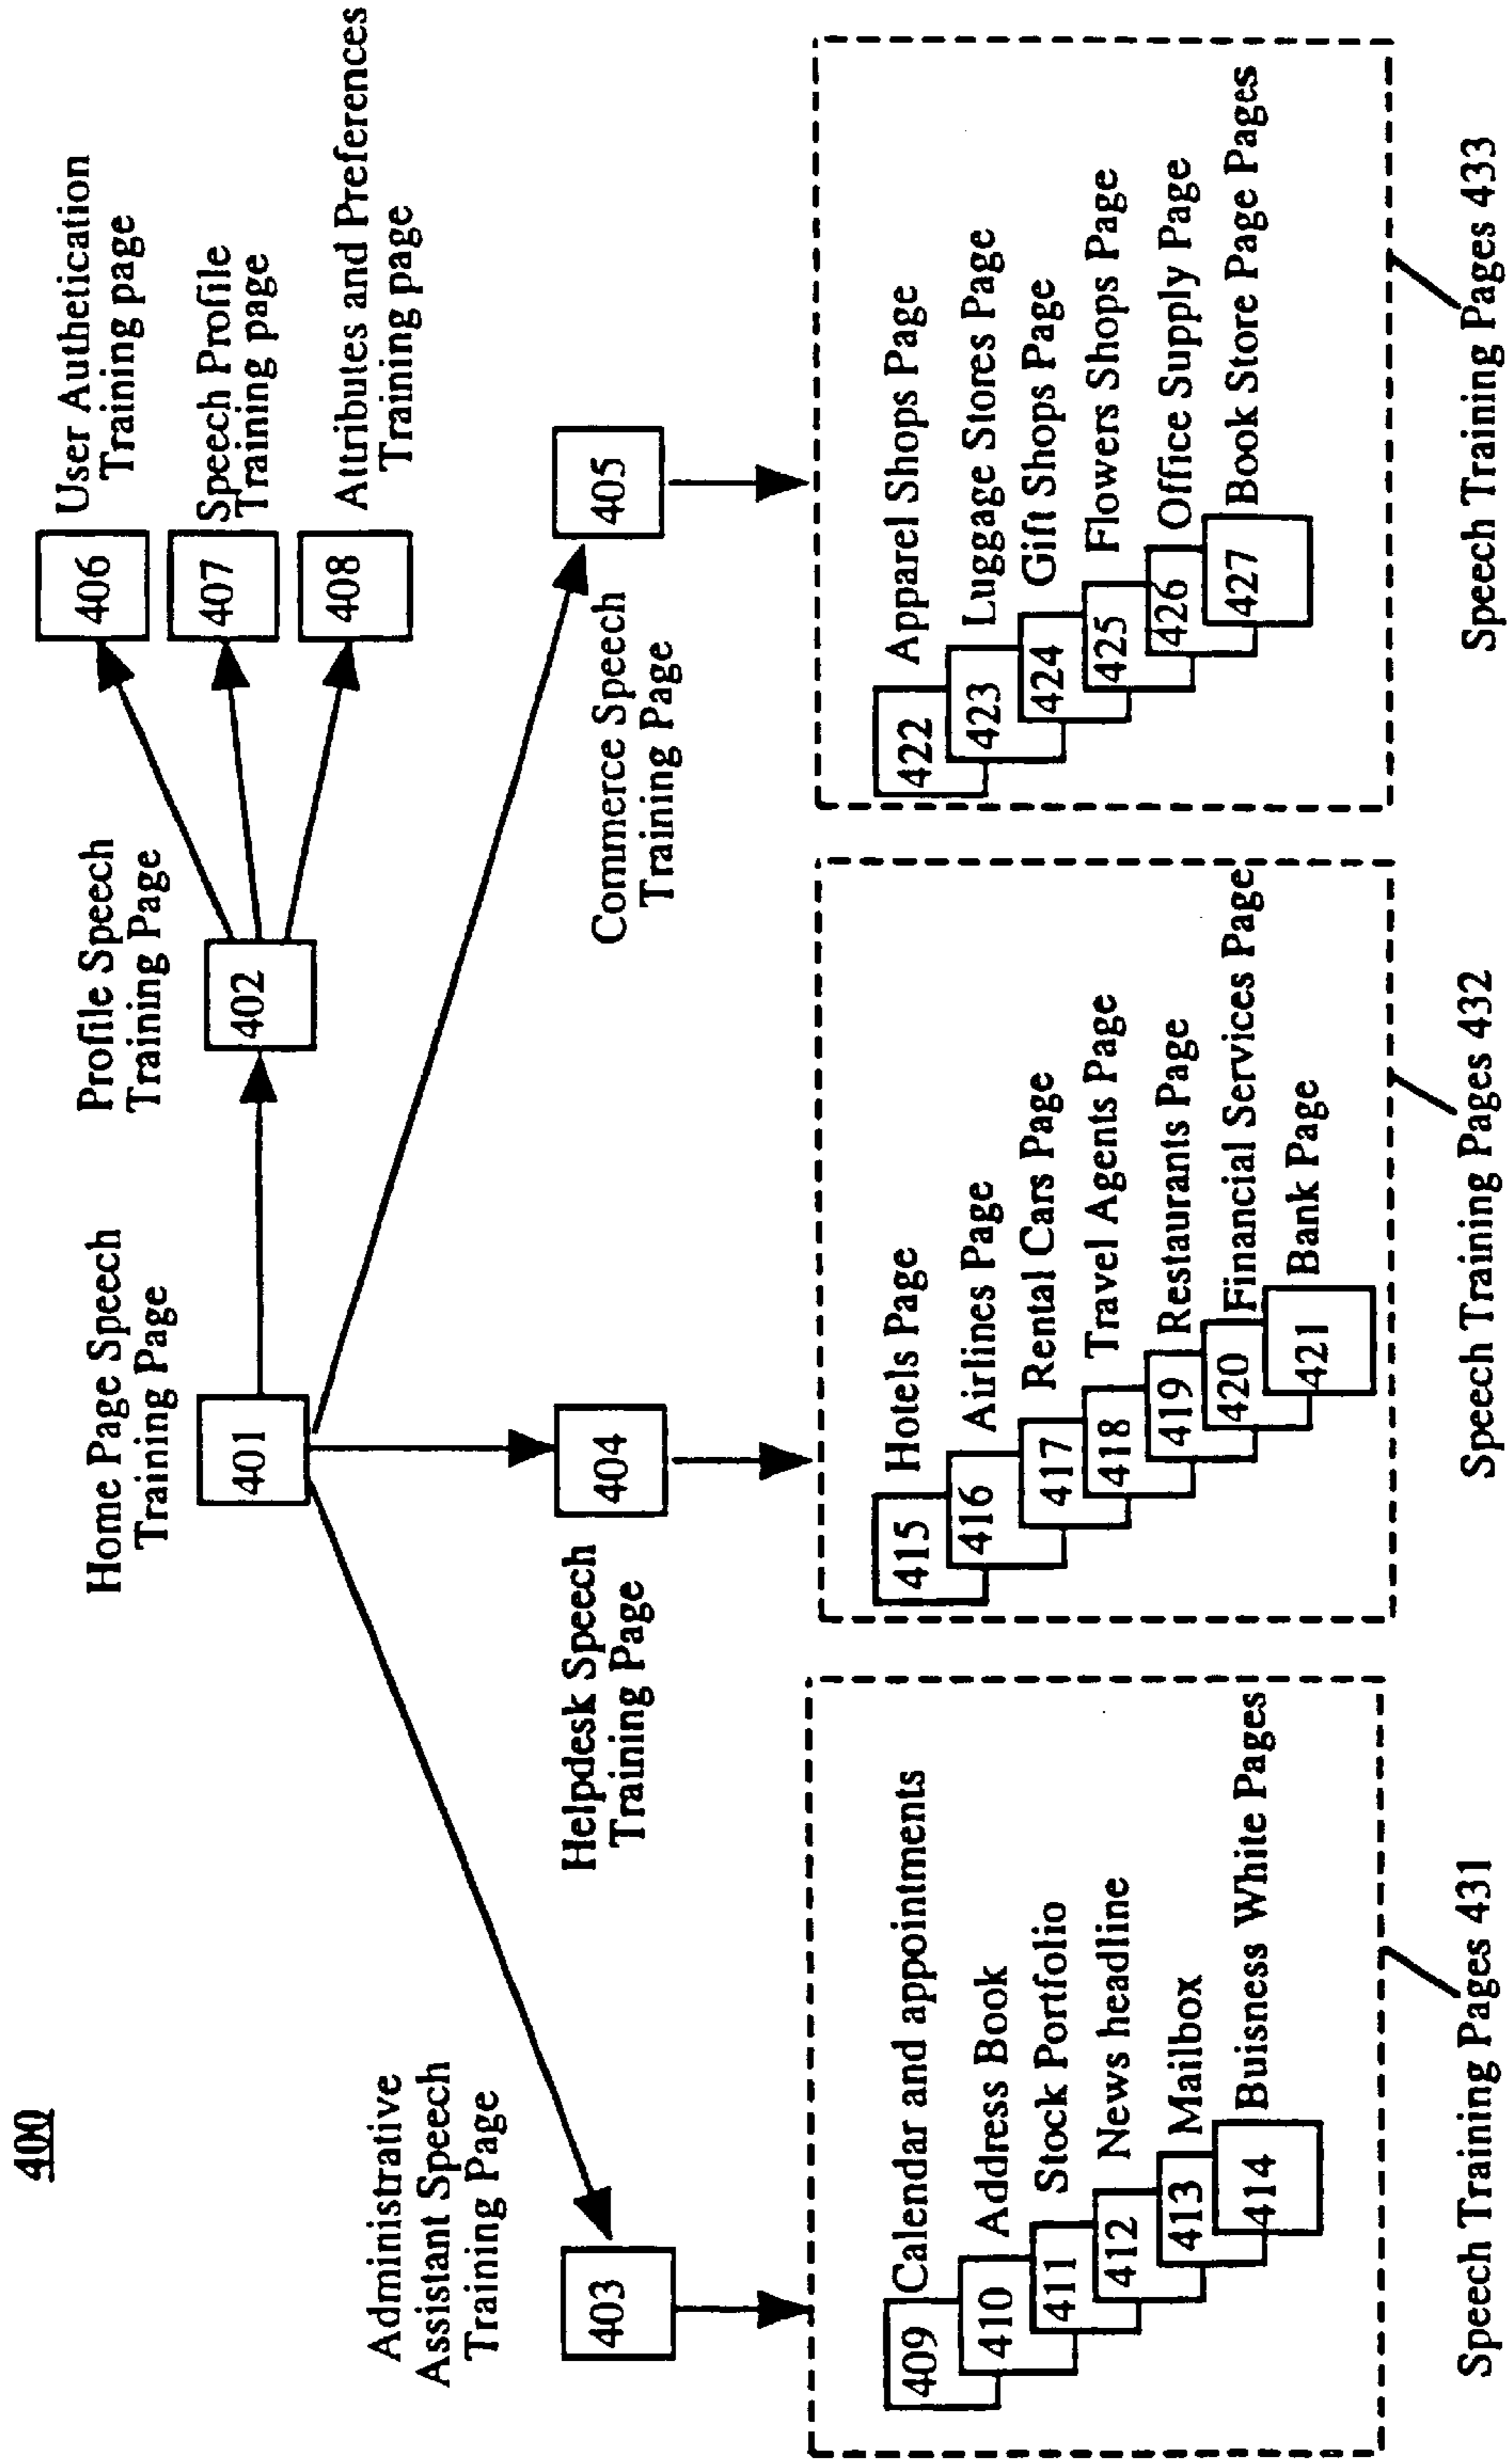 400
Home Page Speech
Training Page
401
Profile Speech
Training Page
402
User Authetication
Training page
406
Speech Profile
Training page
407
Attributes and Preferences
Training page
408
Administrative
Assistant Speech
Training Page
403
Helpdesk Speech
Training Page
404
Commerce Speech
Training Page
405
409 Calendar and appointments
410 Address Book
411 Stock Portfolio
412 News headline
413 Mailbox
414 Buisness White Pages
Speech Training Pages 431
415 Hotels Page
416 Airlines Page
417 Rental Cars Page
418 Travel Agents Page
419 Restaurants Page
420 Financial Services Page
421 Bank Page
Speech Training Pages 432
422 Apparel Shops Page
423 Luggage Stores Page
424 Gift Shops Page
425 Flowers Shops Page
426 Office Supply Page
427 Book Store Page Pages
Speech Training Pages 433